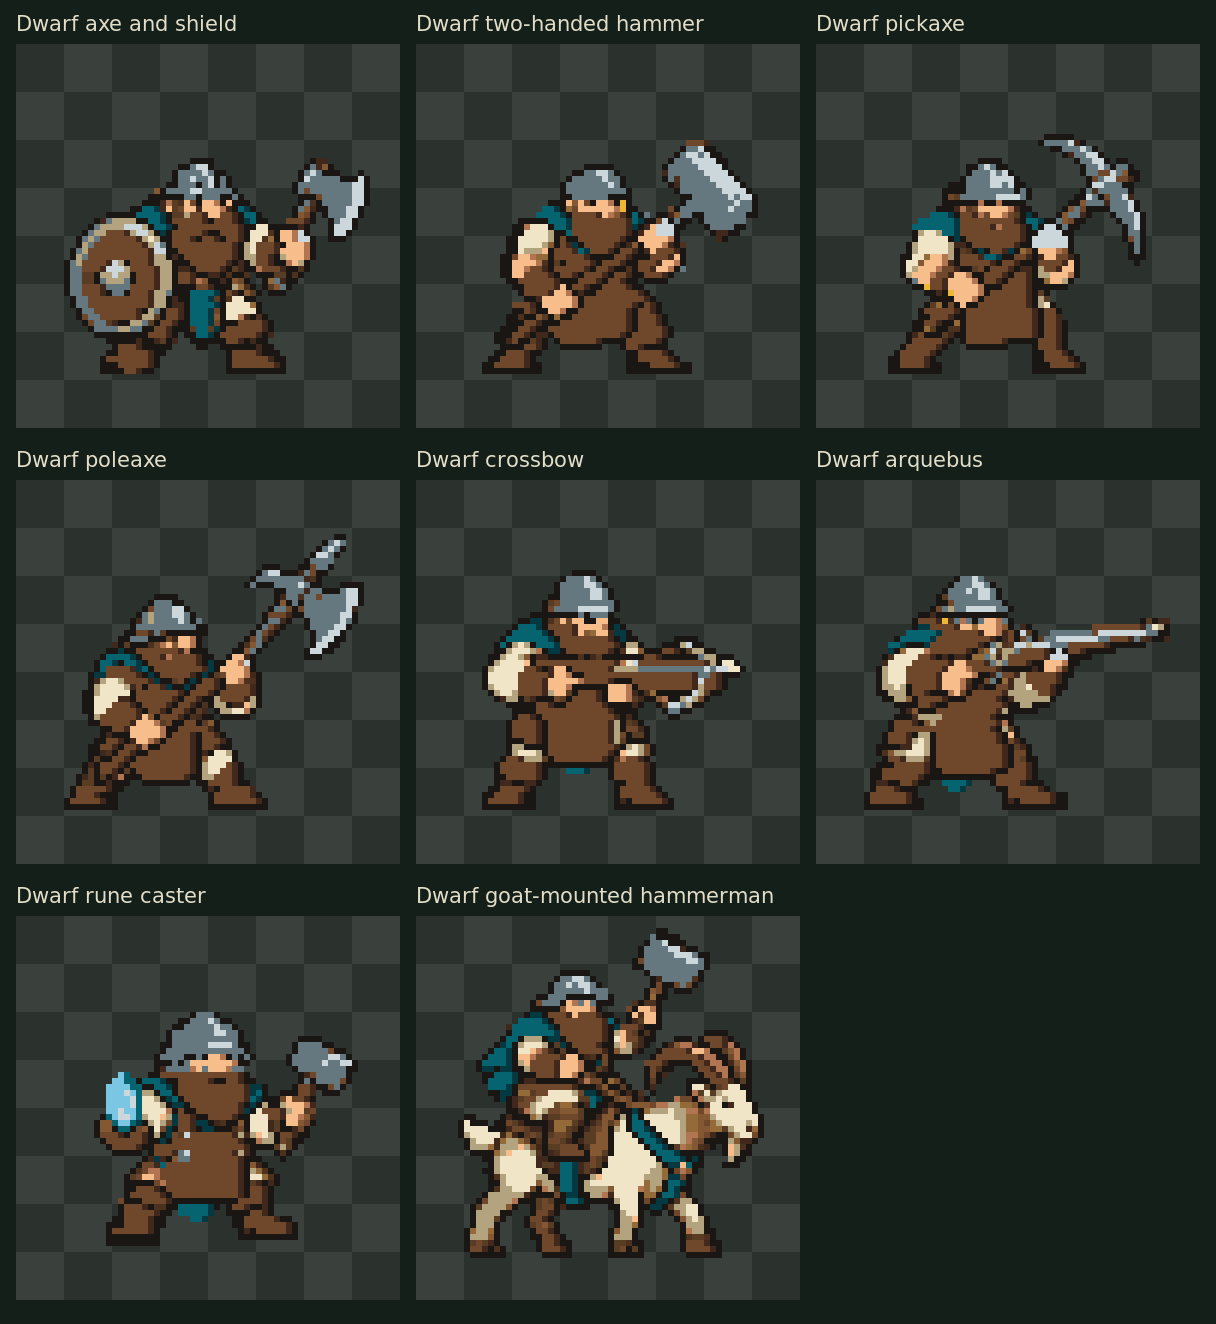 Dwarf axe and shield
Dwarf two-handed hammer
Dwarf pickaxe
Dwarf poleaxe
Dwarf crossbow
Dwarf arquebus
Dwarf rune caster
Dwarf goat-mounted hammerman